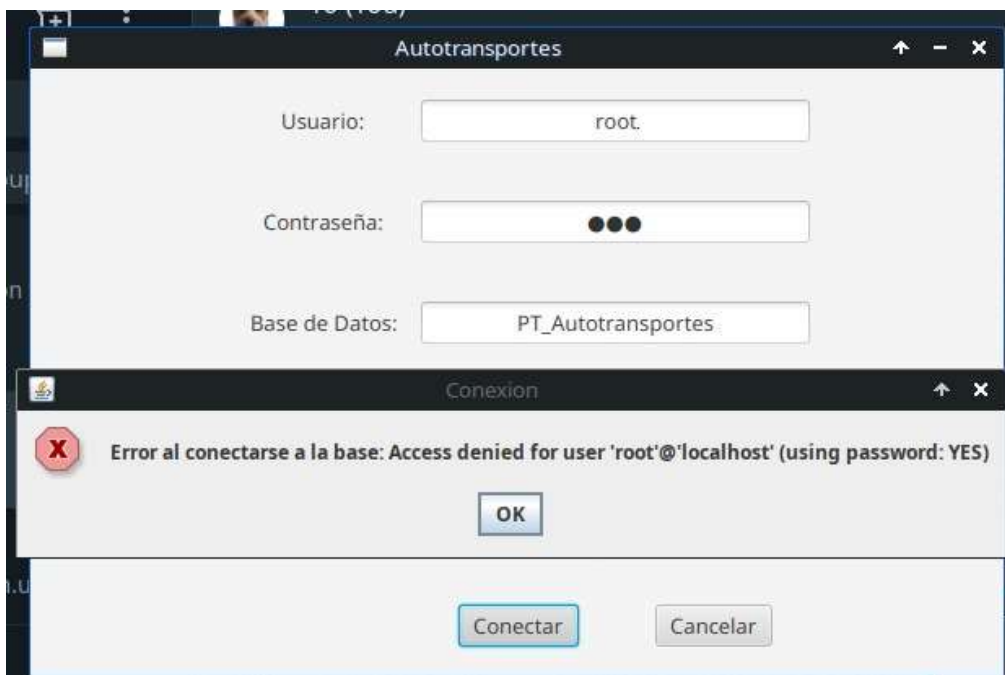 Autotransportes
Usuario:
root.
Contraseña:
Base de Datos:
PT_Autotransportes
Conexion
Error al conectarse a la base: Access denied for user 'root'@'localhost' (using password: YES)
OK
Conectar
Cancelar